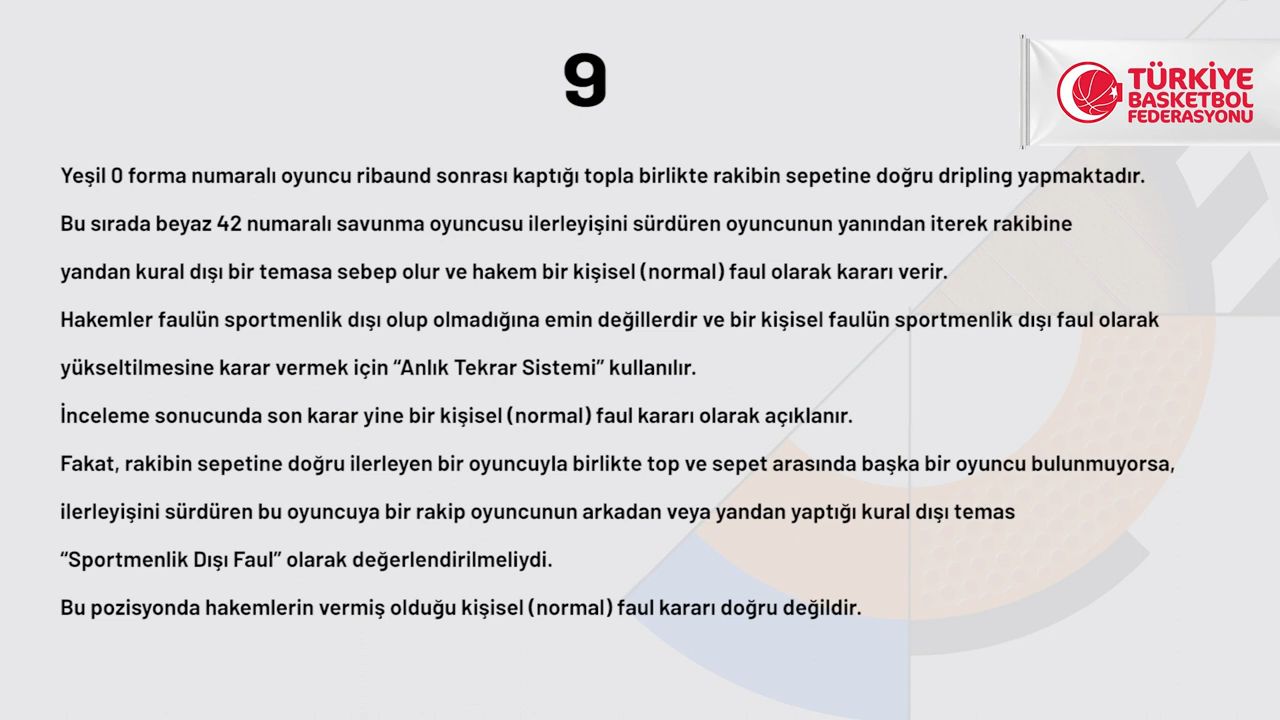 9
TÜRKİYE
BASKETBOL
FEDERASYONU
Yeşil 0 forma numaralı oyuncu ribaund sonrası kaptığı topla birlikte rakibin sepetine doğru dripling yapmaktadır.
Bu sırada beyaz 42 numaralı savunma oyuncusu ilerleyişini sürdüren oyuncunun yanından iterek rakibine
yandan kural dışı bir temasa sebep olur ve hakem bir kişisel (normal) faul olarak kararı verir.
Hakemler faulün sportmenlik dışı olup olmadığına emin değillerdir ve bir kişisel faulün sportmenlik dışı faul olarak
yükseltilmesine karar vermek için “Anlık Tekrar Sistemi” kullanılır.
İnceleme sonucunda son karar yine bir kişisel (normal) faul kararı olarak açıklanır.
Fakat, rakibin sepetine doğru ilerleyen bir oyuncuyla birlikte top ve sepet arasında başka bir oyuncu bulunmuyorsa,
ilerleyişini sürdüren bu oyuncuya bir rakip oyuncunun arkadan veya yandan yaptığı kural dışı temas
“Sportmenlik Dışı Faul” olarak değerlendirilmeliydi.
Bu pozisyonda hakemlerin vermiş olduğu kişisel (normal) faul kararı doğru değildir.